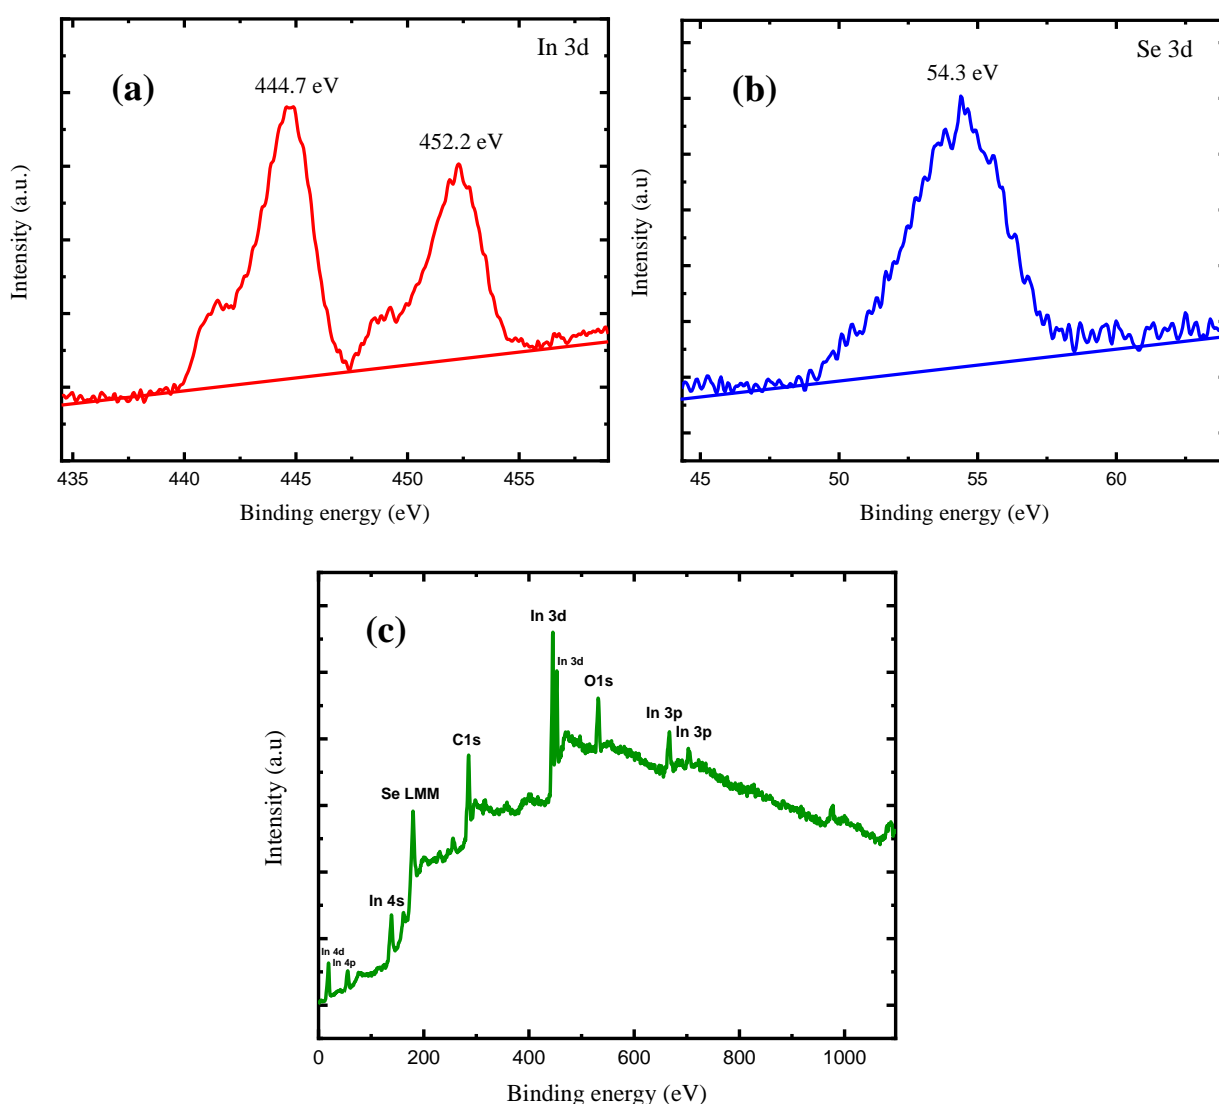 In 3d
(a)
444.7 eV
452.2 eV
Intensity (a.u.)
435 440 445 450 455
Binding energy (eV)
Se 3d
(b)
54.3 eV
Intensity (a.u)
45 50 55 60
Binding energy (eV)
(c)
In 3d
In 3d
O1s
In 3p
In 3p
C1s
Se LMM
In 4s
In 4d
In 4p
Intensity (a.u)
0 200 400 600 800 1000
Binding energy (eV)